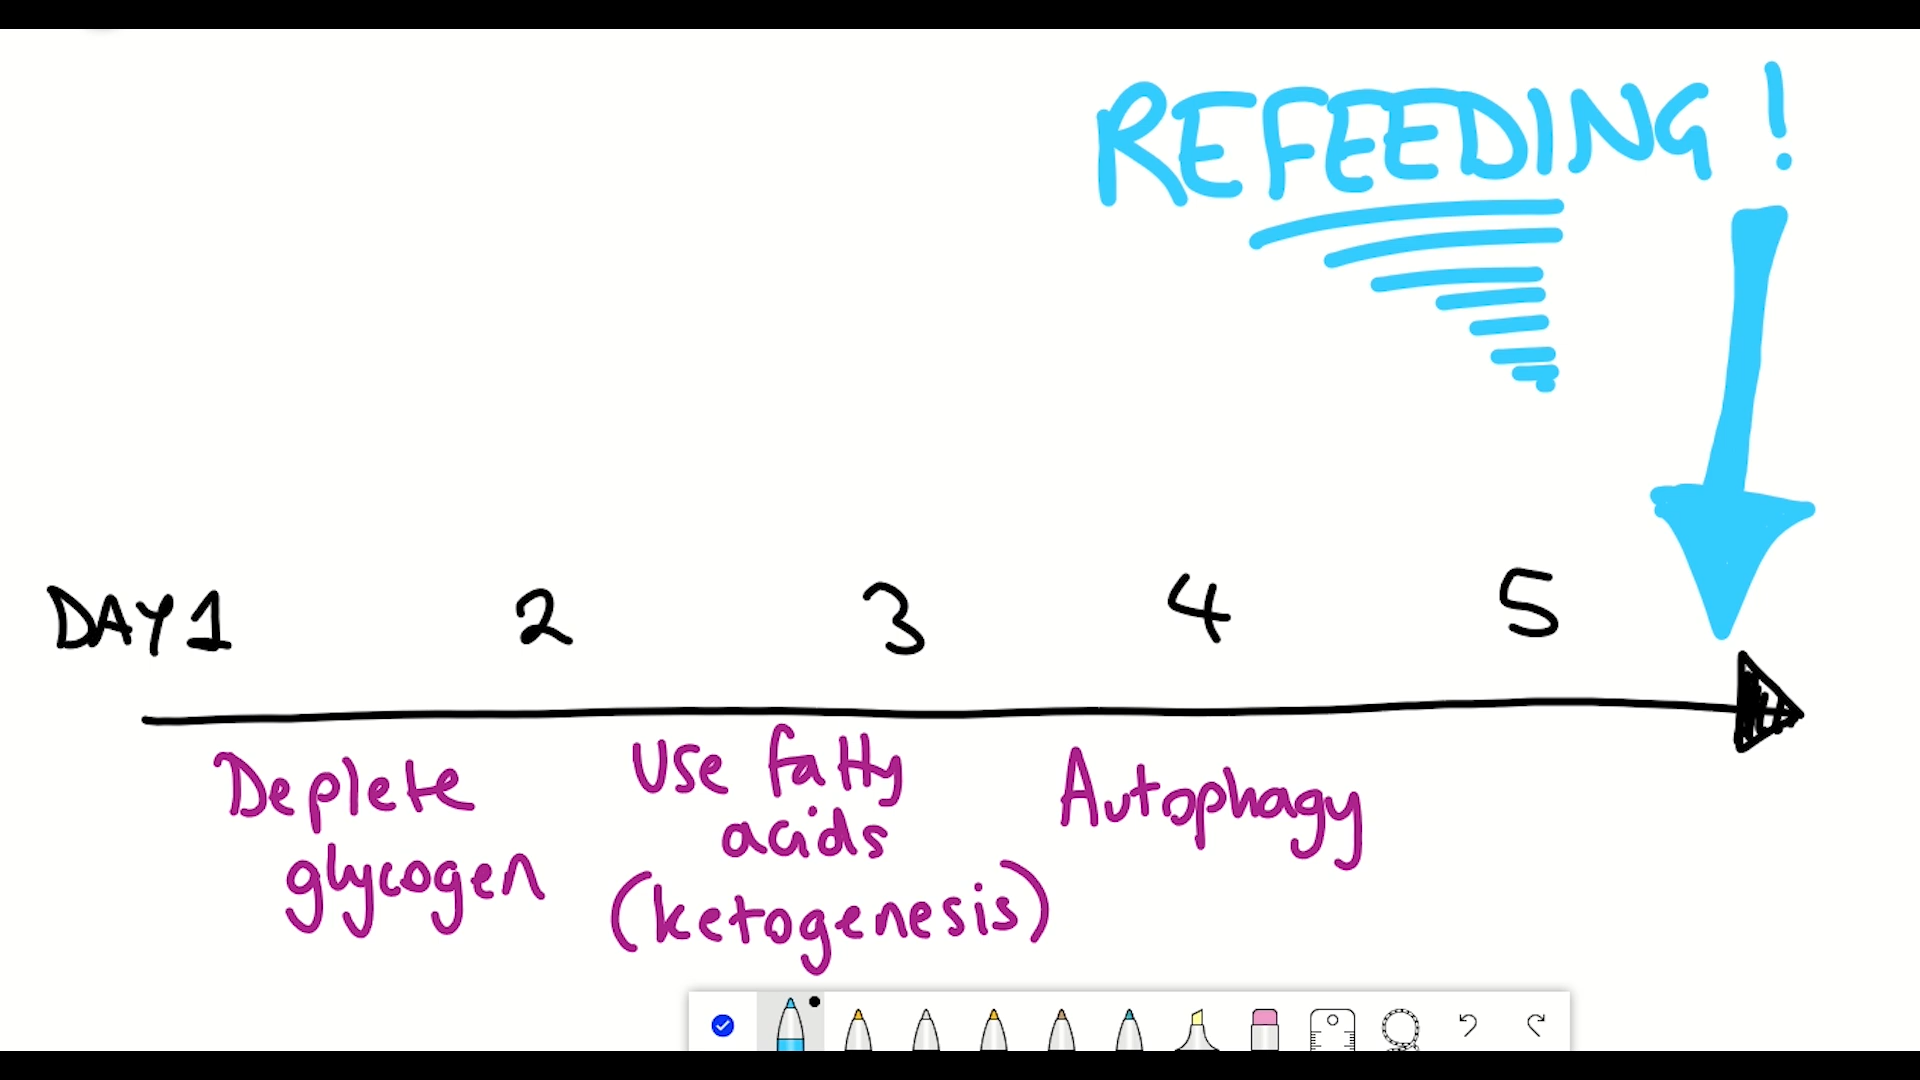 REFEEDING!
DAY 1 2 3 4 5
Deplete
glycogen
Use fatty
acids
(ketogenesis)
Autophagy